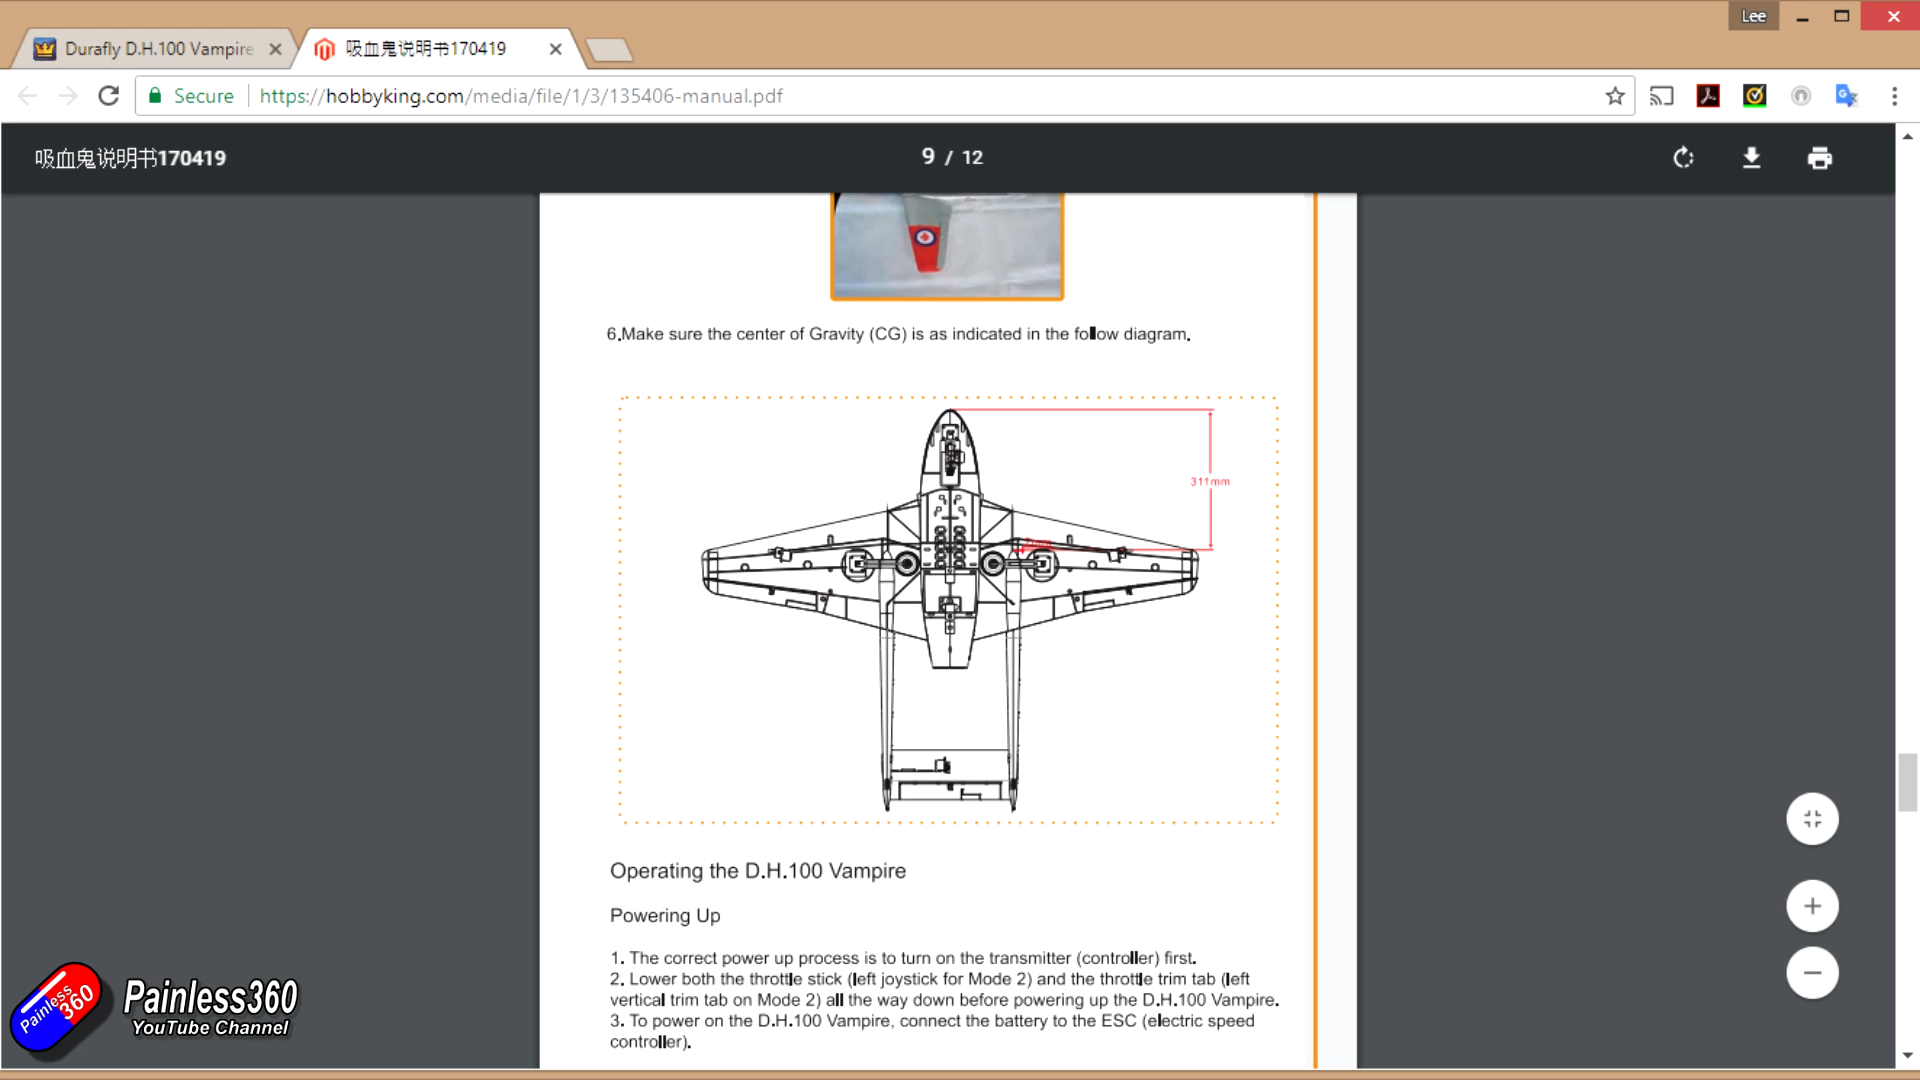 Lee
Durafly D.H.100 Vampire
吸血鬼说明书170419
Secure
https://hobbyking.com/media/file/1/3/135406-manual.pdf
吸血鬼说明书170419
9 / 12
6.Make sure the center of Gravity (CG) is as indicated in the follow diagram.
311mm
Operating the D.H.100 Vampire
Powering Up
1. The correct power up process is to turn on the transmitter (controller) first.
2. Lower both the throttle stick (left joystick for Mode 2) and the throttle trim tab (left
vertical trim tab on Mode 2) all the way down before powering up the D.H.100 Vampire.
3. To power on the D.H.100 Vampire, connect the battery to the ESC (electric speed
controller).
Painless
360
Painless360
YouTube Channel